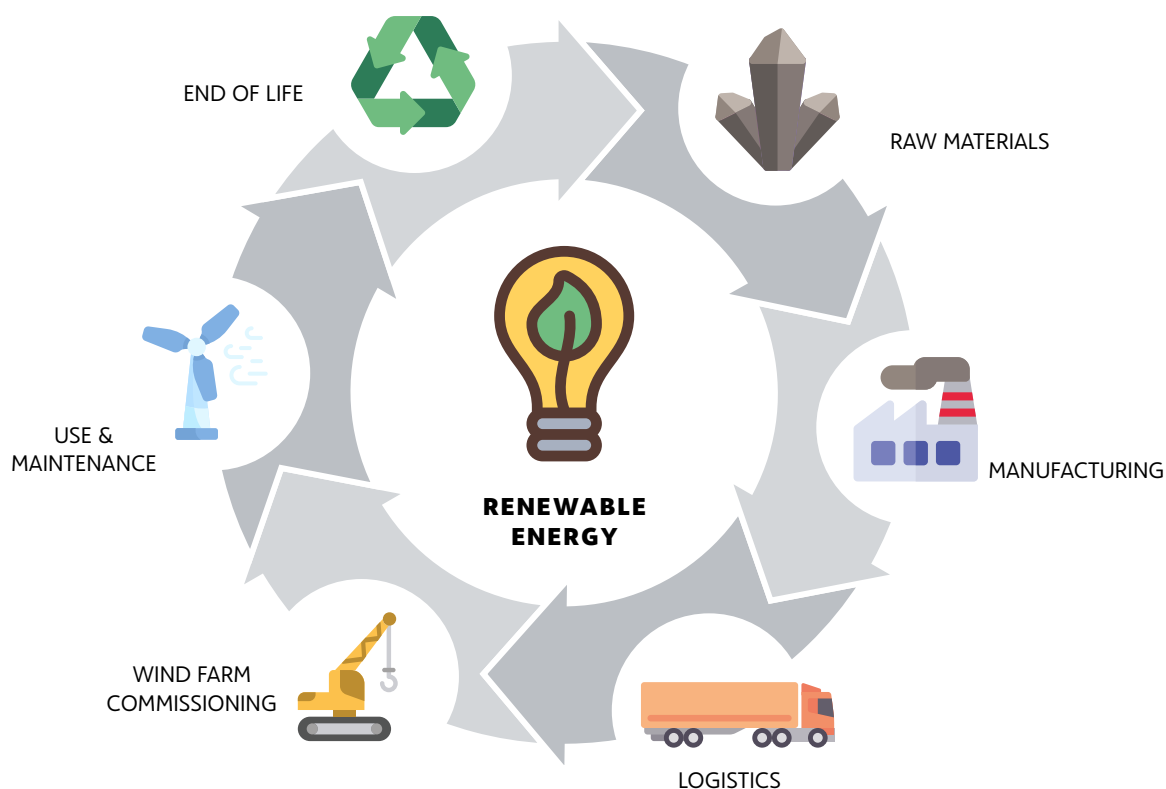 END OF LIFE
RAW MATERIALS
USE &
MAINTENANCE
MANUFACTURING
RENEWABLE
ENERGY
WIND FARM
COMMISSIONING
LOGISTICS